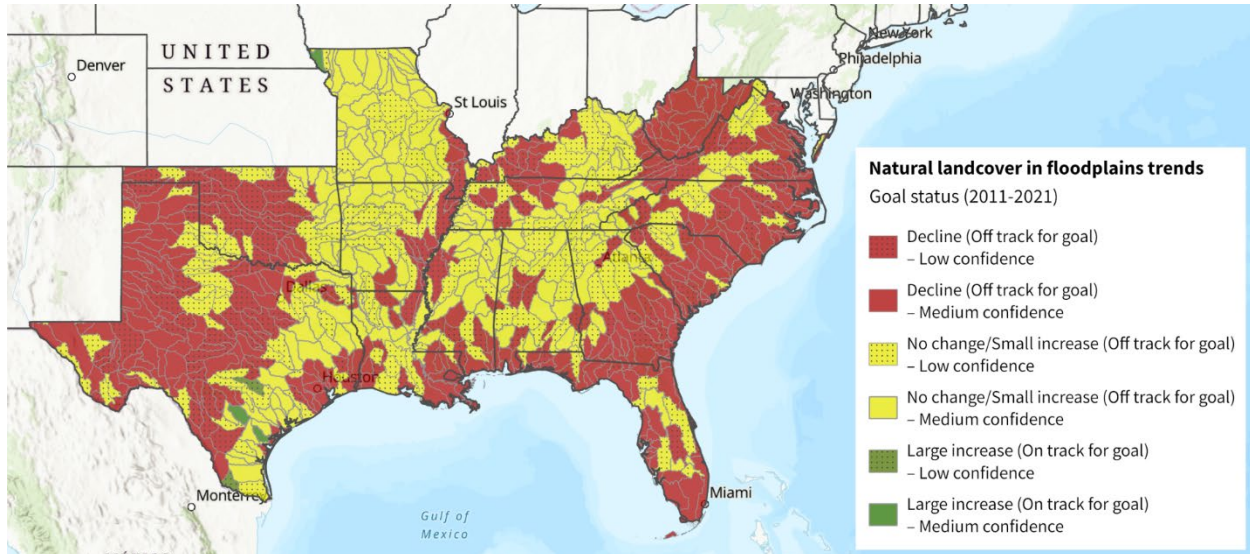 New York
Philadelphia
Denver
UNITED
STATES
Washington
St Louis
Natural landcover in floodplains trends
Goal status (2011-2021)
Decline (Off track for goal)
– Low confidence
Decline (Off track for goal)
– Medium confidence
No change/Small increase (Off track for goal)
– Low confidence
No change/Small increase (Off track for goal)
– Medium confidence
Large increase (On track for goal)
– Low confidence
Large increase (On track for goal)
– Medium confidence
Atlanta
Dallas
Houston
Monterrey
Miami
Gulf of
Mexico